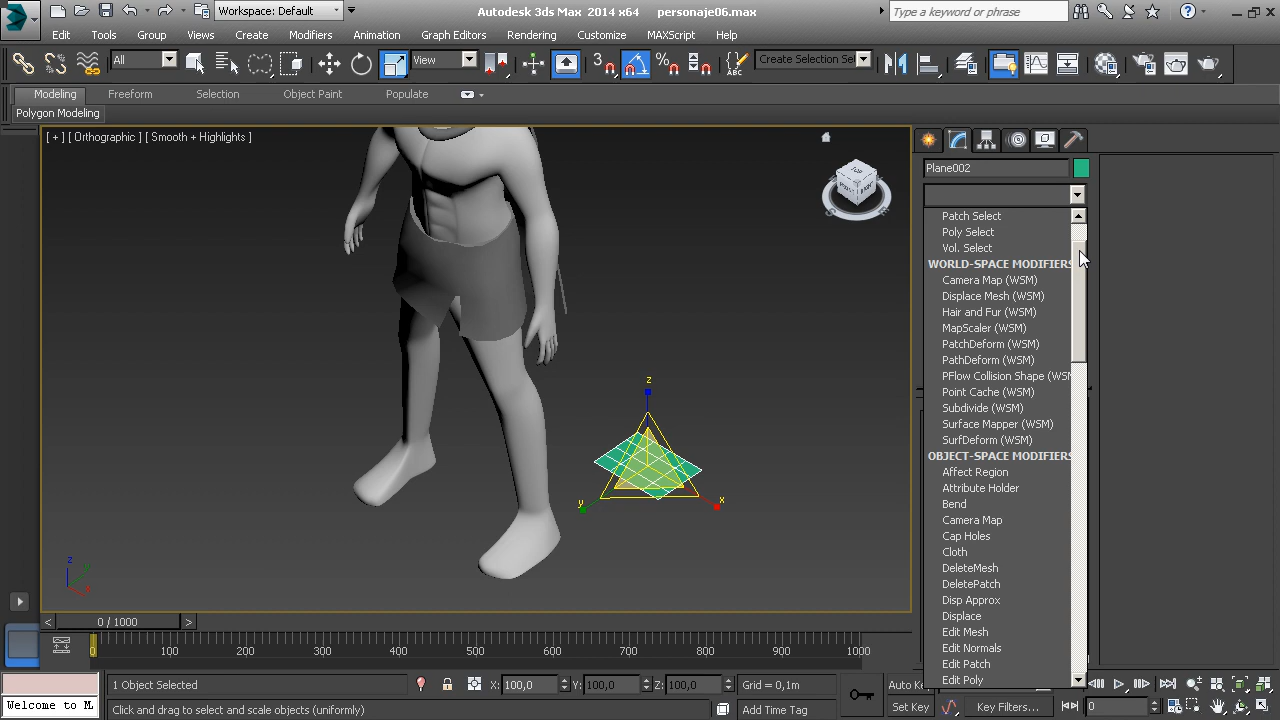 Workspace: Default
Autodesk 3ds Max 2014 x64 personaje06.max
Type a keyword or phrase
Edit Tools Group Views Create Modifiers Animation Graph Editors Rendering Customize MAXScript Help
All
View
3
Create Selection Se
Modeling Freeform Selection Object Paint Populate
Polygon Modeling
[ + ] [ Orthographic ] [ Smooth + Highlights ]
Plane002
Patch Select
Poly Select
Vol. Select
WORLD-SPACE MODIFIERS
Camera Map (WSM)
Displace Mesh (WSM)
Hair and Fur (WSM)
MapScaler (WSM)
PatchDeform (WSM)
PathDeform (WSM)
PFlow Collision Shape (WSM
Point Cache (WSM)
Subdivide (WSM)
Surface Mapper (WSM)
SurfDeform (WSM)
OBJECT-SPACE MODIFIERS
Affect Region
Attribute Holder
Bend
Camera Map
Cap Holes
Cloth
DeleteMesh
DeletePatch
Disp Approx
Displace
Edit Mesh
Edit Normals
Edit Patch
Edit Poly
TOP
z
y
x
z
x
< 0 / 1000 >
0 100 200 300 400 500 600 700 800 900 1000
1 Object Selected X: 100,0 Y: 100,0 Z: 100,0 Grid = 0,1m Auto Key
Welcome to M Click and drag to select and scale objects (uniformly) Add Time Tag Set Key Key Filters... 0